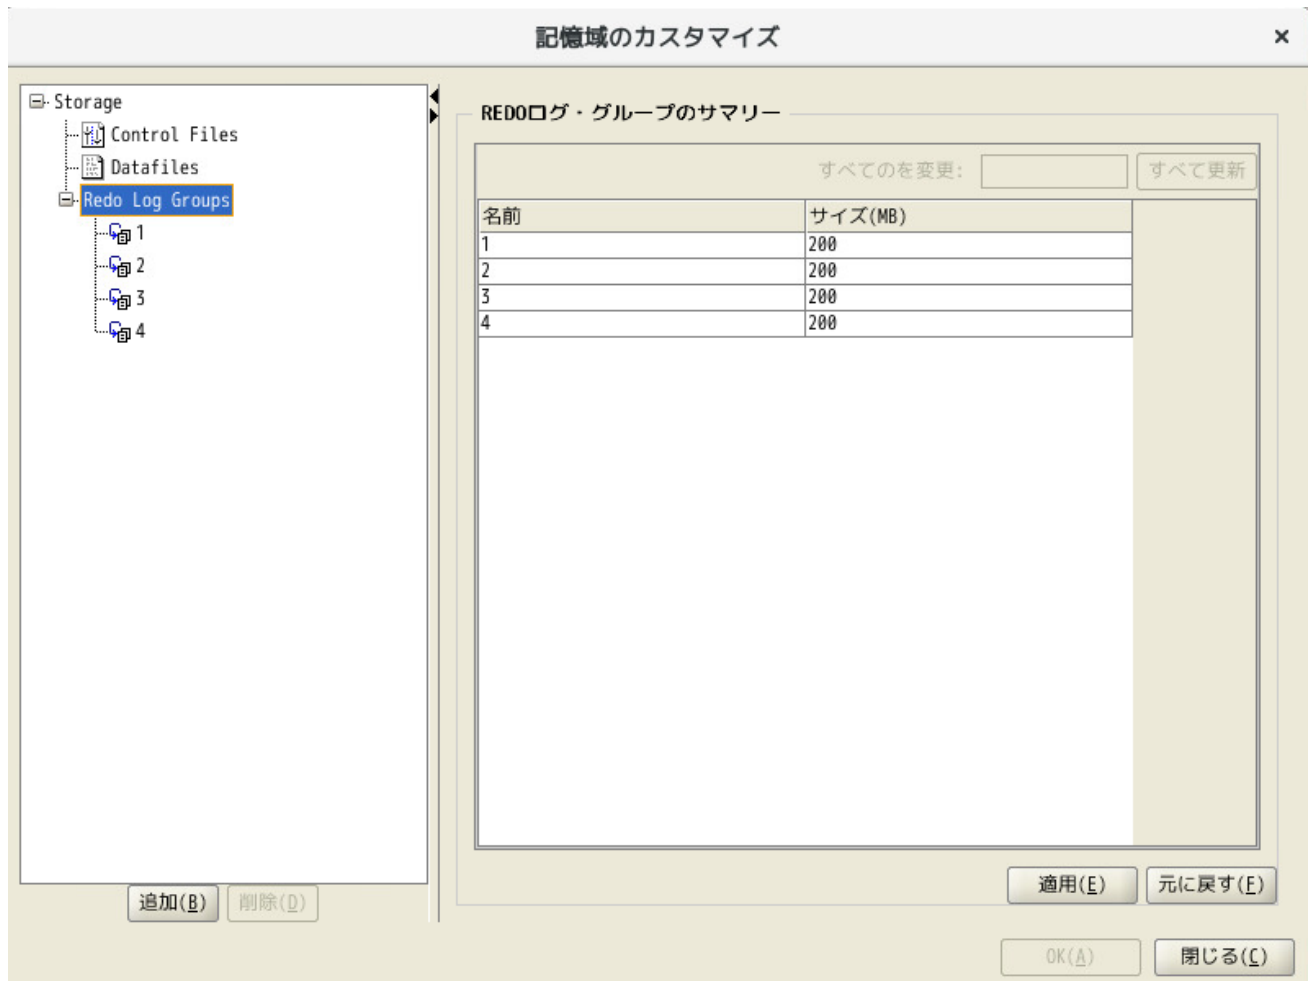 記憶域のカスタマイズ
×
Storage
Control Files
Datafiles
Redo Log Groups
1
2
3
4
追加(B)
削除(D)
REDOログ・グループのサマリー
すべてのを変更:
すべて更新
名前 サイズ(MB)
1 200
2 200
3 200
4 200
適用(E)
元に戻す(F)
OK(A)
閉じる(C)